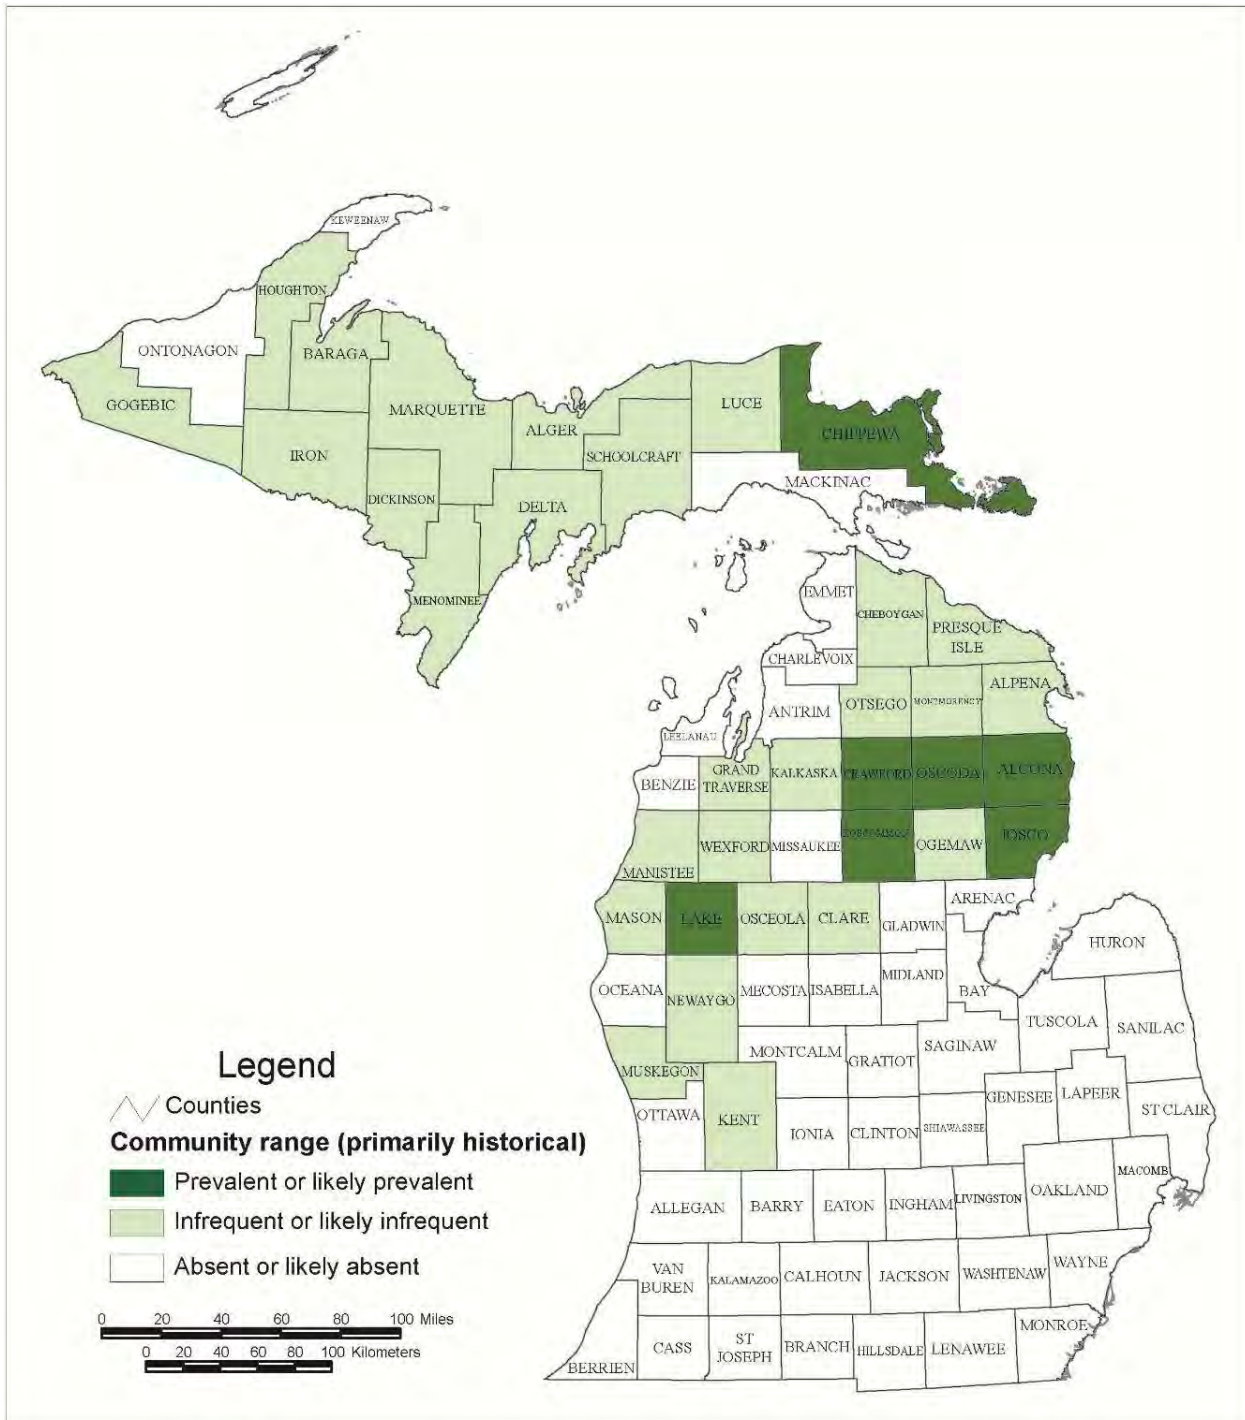 KEWEENAW
HOUGHTON
ONTONAGON
BARAGA
GOGEBIC
MARQUETTE
LUCE
ALGER
CHIPPEWA
IRON
SCHOOLCRAFT
MACKINAC
DICKINSON
DELTA
MENOMINEE
EMMET
CHEBOYGAN
PRESQUE
ISLE
CHARLEVOIX
ALPENA
ANTRIM
OTSEGO
MONTMORENCY
LEELANAU
BENZIE
GRAND
TRAVERSE
KALKASKA
CRAWFORD
OSCODA
ALCONA
MANISTEE
WEXFORD
MISSAUKEE
ROSCOMMON
OGEMAW
IOSCO
MASON
LAKE
OSCEOLA
CLARE
GLADWIN
ARENAC
HURON
OCEANA
NEWAYGO
MECOSTA
ISABELLA
MIDLAND
BAY
TUSCOLA
SANILAC
MUSKEGON
MONTCALM
GRATIOT
SAGINAW
OTTAWA
KENT
IONIA
CLINTON
SHIAWASSEE
GENESEE
LAPEER
ST CLAIR
ALLEGAN
BARRY
EATON
INGHAM
LIVINGSTON
OAKLAND
MACOMB
VAN
BUREN
KALAMAZOO
CALHOUN
JACKSON
WASHTENAW
WAYNE
BERRIEN
CASS
ST
JOSEPH
BRANCH
HILLSDALE
LENAWEE
MONROE
Legend
Counties
Community range (primarily historical)
Prevalent or likely prevalent
Infrequent or likely infrequent
Absent or likely absent
0 20 40 60 80 100 Miles
0 20 40 60 80 100 Kilometers